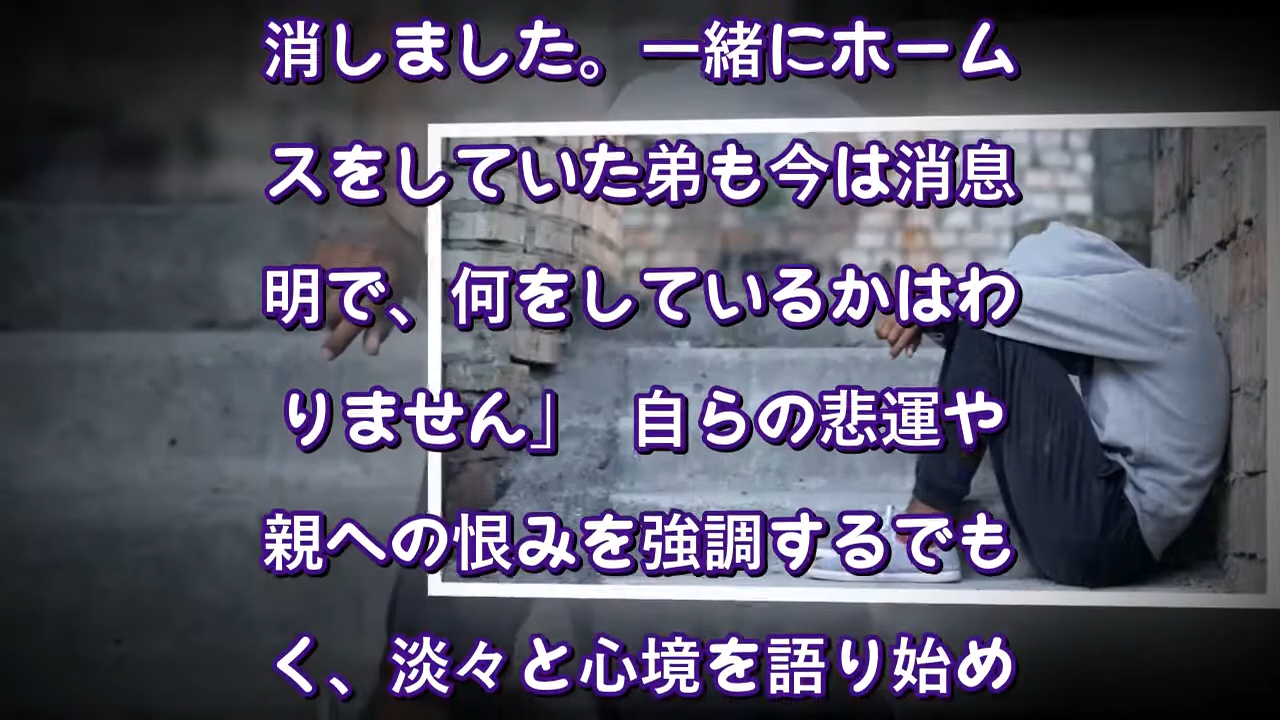 消しました。一緒にホーム
スをしていた弟も今は消息
明で、何をしているかはわ
りません」　自らの悲運や
親への恨みを強調するでも
く、淡々と心境を語り始め